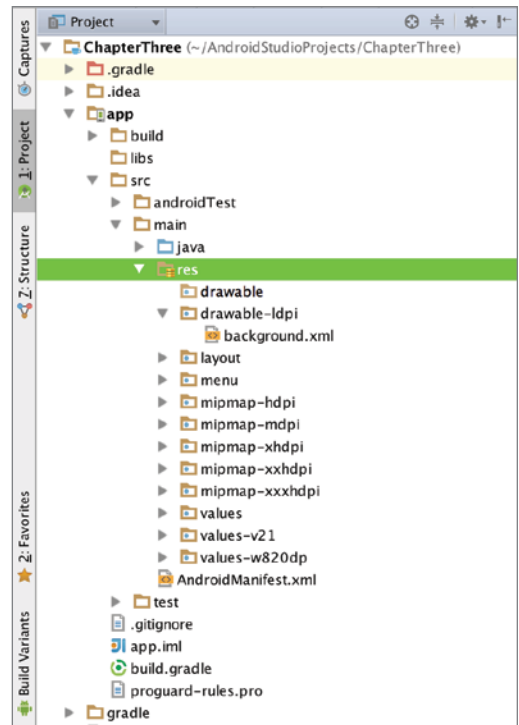 Project
ChapterThree (~/AndroidStudioProjects/ChapterThree)
.gradle
.idea
app
build
libs
src
androidTest
main
java
res
drawable
drawable-ldpi
background.xml
layout
menu
mipmap-hdpi
mipmap-mdpi
mipmap-xhdpi
mipmap-xxhdpi
mipmap-xxxhdpi
values
values-v21
values-w820dp
AndroidManifest.xml
test
.gitignore
app.iml
build.gradle
proguard-rules.pro
gradle
Captures
1: Project
Z: Structure
2: Favorites
Build Variants